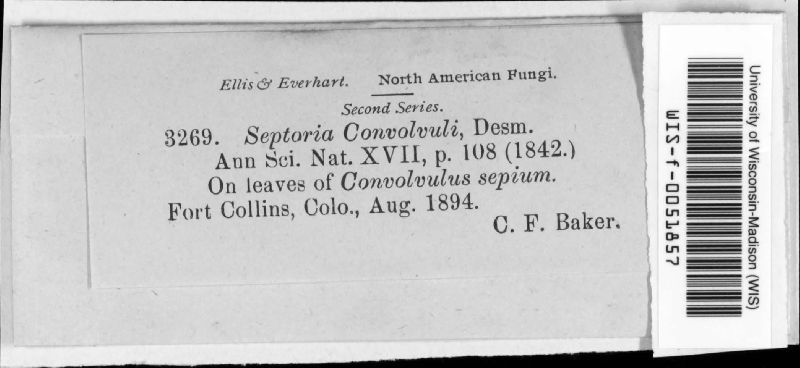 Ellis & Everhart. North American Fungi.
Second Series.
3269. Septoria Convolvuli, Desm.
Ann Sci. Nat. XVII, p. 108 (1842.)
On leaves of Convolvulus sepium.
Fort Collins, Colo., Aug. 1894.
C. F. Baker.
University of Wisconsin-Madison (WIS)
WIS-f-0051857